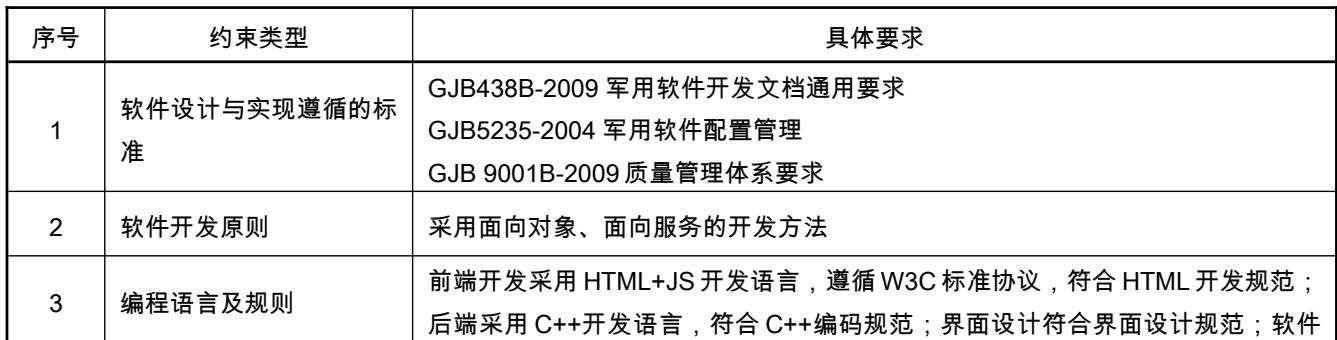 序号 约束类型 具体要求
1 软件设计与实现遵循的标准
GJB438B-2009 军用软件开发文档通用要求
GJB5235-2004 军用软件配置管理
GJB 9001B-2009 质量管理体系要求
2 软件开发原则 采用面向对象、面向服务的开发方法
3 编程语言及规则
前端开发采用 HTML+JS 开发语言，遵循 W3C 标准协议，符合 HTML 开发规范；
后端采用 C++开发语言，符合 C++编码规范；界面设计符合界面设计规范；软件